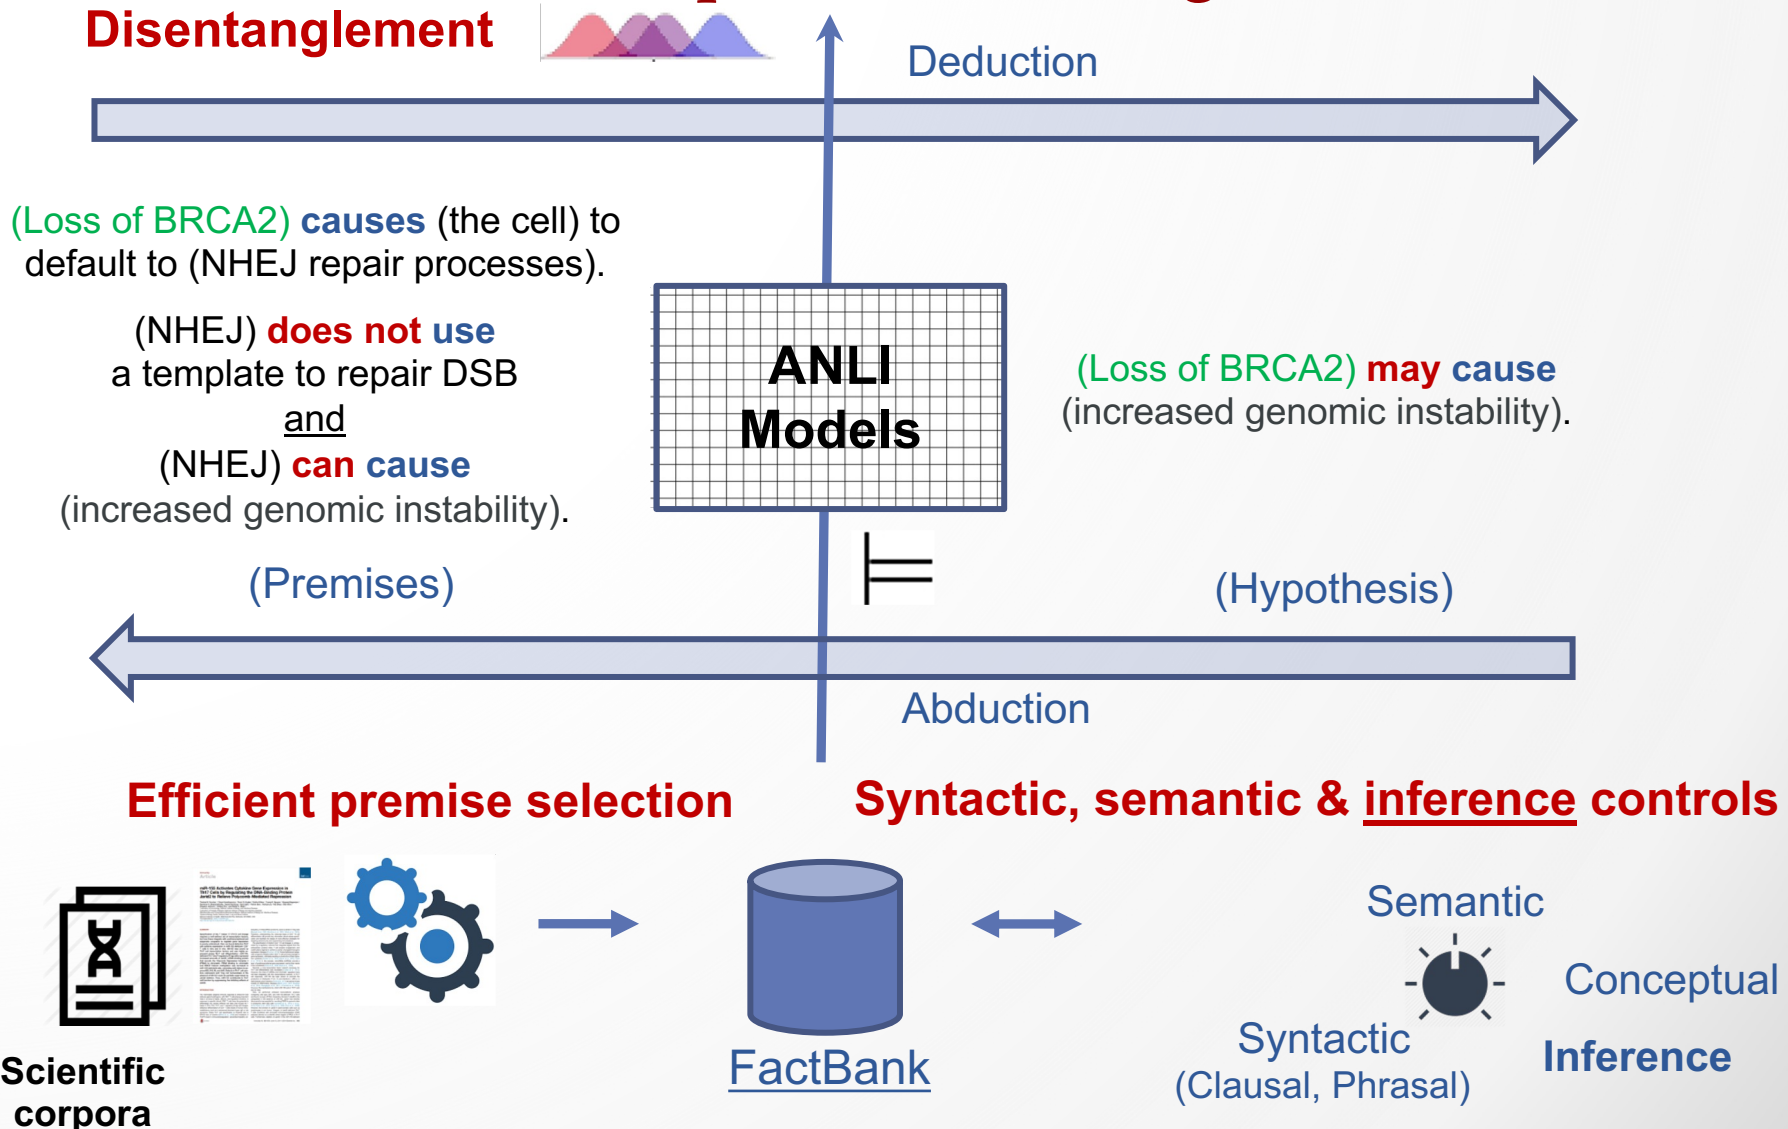 Disentanglement
Deduction
(Loss of BRCA2) causes (the cell) to
default to (NHEJ repair processes).
(NHEJ) does not use
a template to repair DSB
and
(NHEJ) can cause
(increased genomic instability).
(Premises)
ANLI
Models
(Loss of BRCA2) may cause
(increased genomic instability).
(Hypothesis)
Abduction
Efficient premise selection
Syntactic, semantic & inference controls
Scientific
corpora
FactBank
Semantic
Conceptual
Syntactic
(Clausal, Phrasal)
Inference